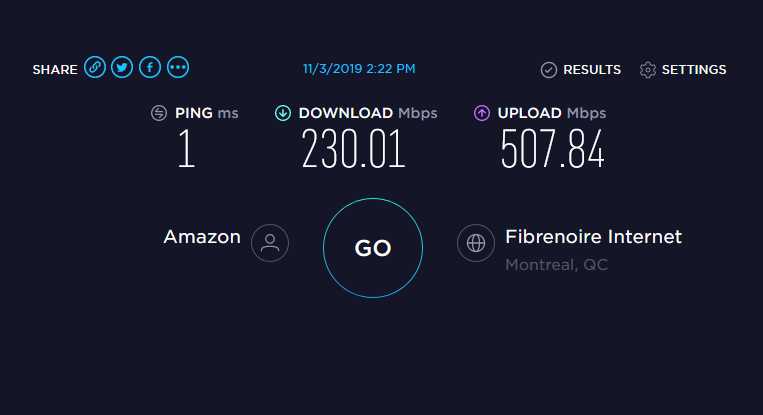 SHARE 11/3/2019 2:22 PM RESULTS SETTINGS
PING ms DOWNLOAD Mbps UPLOAD Mbps
1 230.01 507.84
Amazon GO Fibrenoire Internet
Montreal, QC